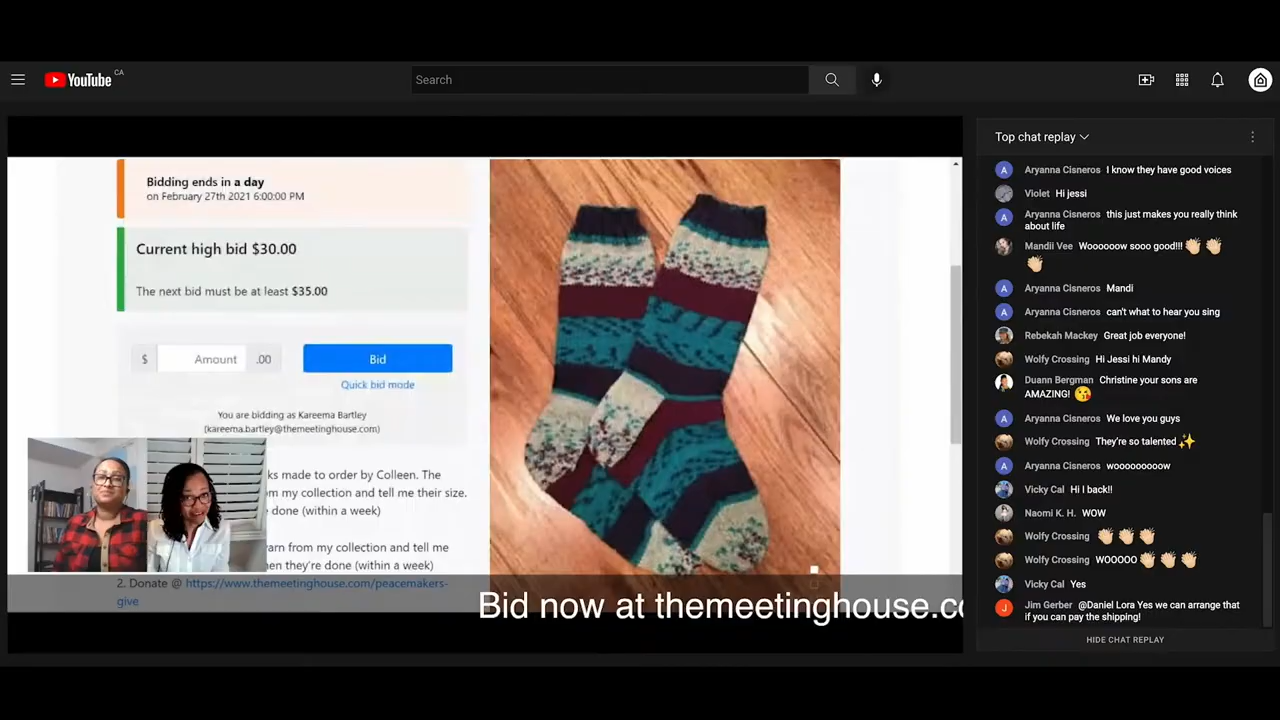 YouTube CA
Search
Bidding ends in a day
on February 27th 2021 6:00:00 PM
Current high bid $30.00
The next bid must be at least $35.00
$ Amount .00
Bid
Quick bid mode
You are bidding as Kareema Bartley
(kareema.bartley@themeetinghouse.com)
ks made to order by Colleen. The
om my collection and tell me their size.
e done (within a week)
yarn from my collection and tell me
hen they're done (within a week)
2. Donate @ https://www.themeetinghouse.com/peacemakers-
give
Bid now at themeetinghouse.co
Top chat replay
Aryanna Cisneros I know they have good voices
Violet Hi jessi
Aryanna Cisneros this just makes you really think
about life
Mandii Vee Woooooow sooo good!!! 👏🏻 👏🏻
👏🏻
Aryanna Cisneros Mandi
Aryanna Cisneros can't what to hear you sing
Rebekah Mackey Great job everyone!
Wolfy Crossing Hi Jessi hi Mandy
Duann Bergman Christine your sons are
AMAZING! 😘
Aryanna Cisneros We love you guys
Wolfy Crossing They're so talented ✨
Aryanna Cisneros wooooooooow
Vicky Cal Hi I back!!
Naomi K. H. WOW
Wolfy Crossing 👏🏻 👏🏻 👏🏻
Wolfy Crossing WOOOOO 👏🏻 👏🏻 👏🏻
Vicky Cal Yes
Jim Gerber @Daniel Lora Yes we can arrange that
if you can pay the shipping!
HIDE CHAT REPLAY